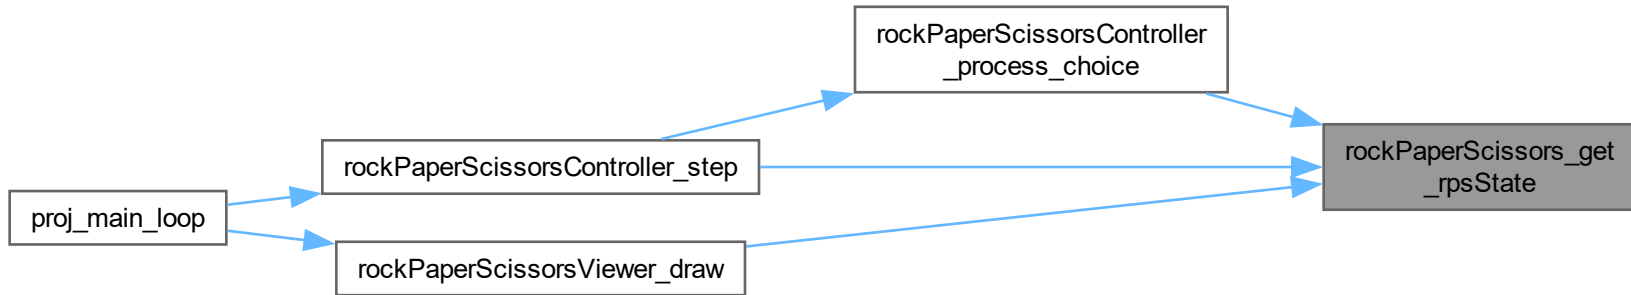 rockPaperScissorsController
_process_choice
rockPaperScissors_get
_rpsState
rockPaperScissorsController_step
proj_main_loop
rockPaperScissorsViewer_draw